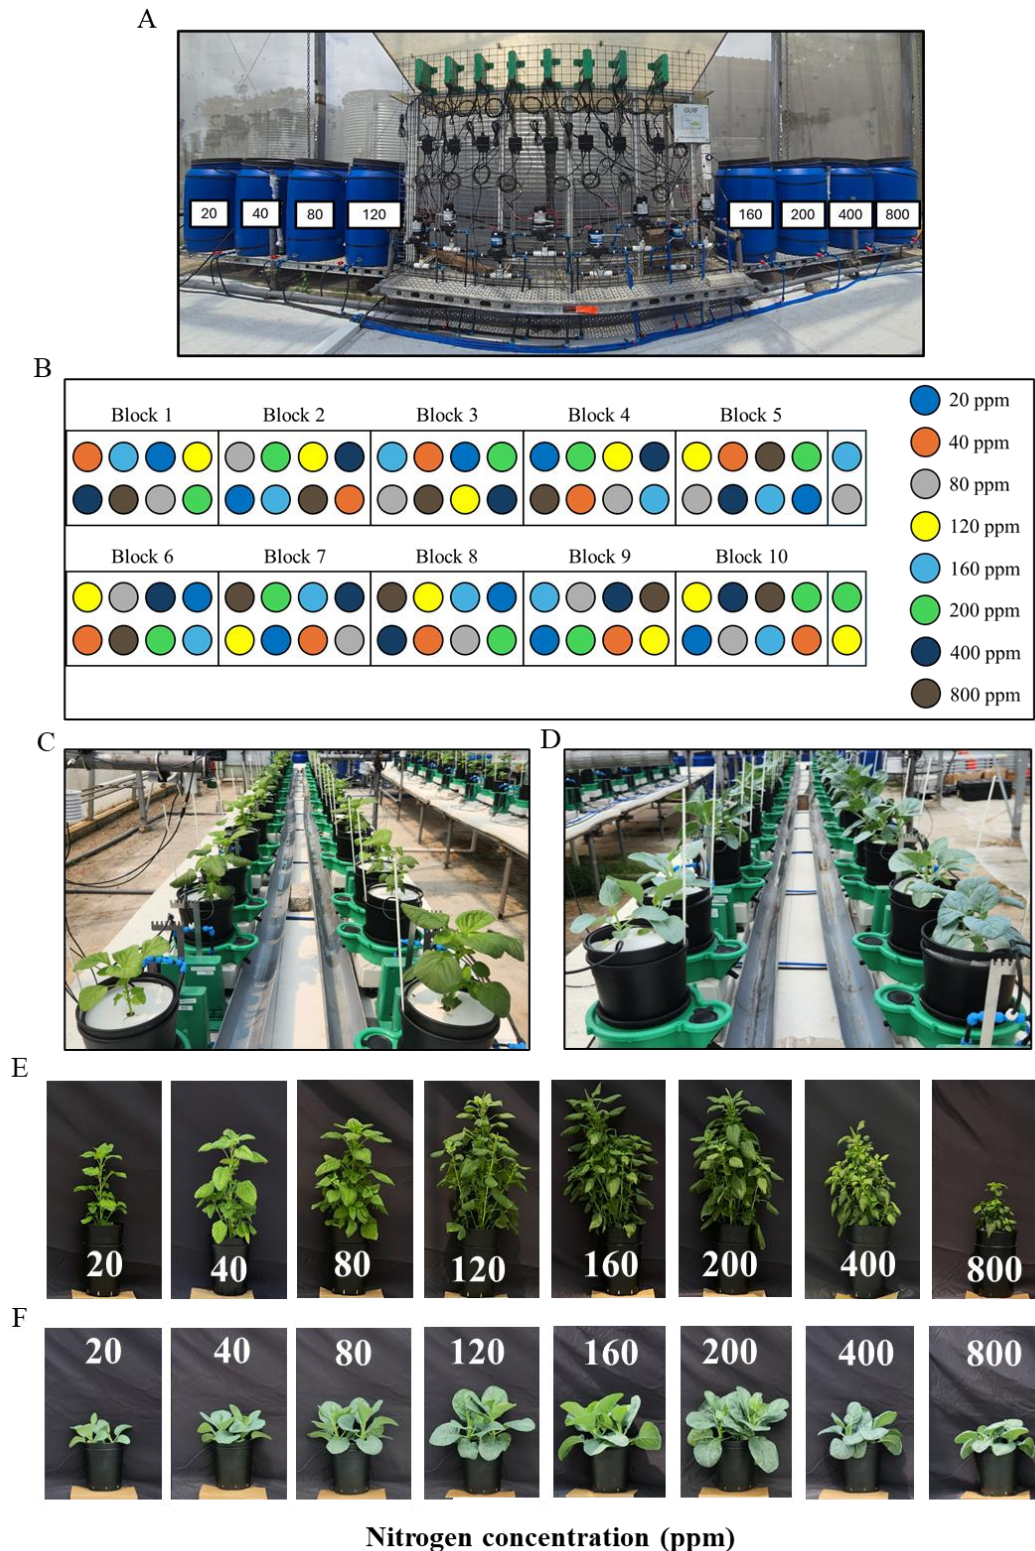 A
20
40
80
120
160
200
400
800
B
Block 1
Block 2
Block 3
Block 4
Block 5
Block 6
Block 7
Block 8
Block 9
Block 10
20 ppm
40 ppm
80 ppm
120 ppm
160 ppm
200 ppm
400 ppm
800 ppm
C
D
E
20
40
80
120
160
200
400
800
F
20
40
80
120
160
200
400
800
Nitrogen concentration (ppm)